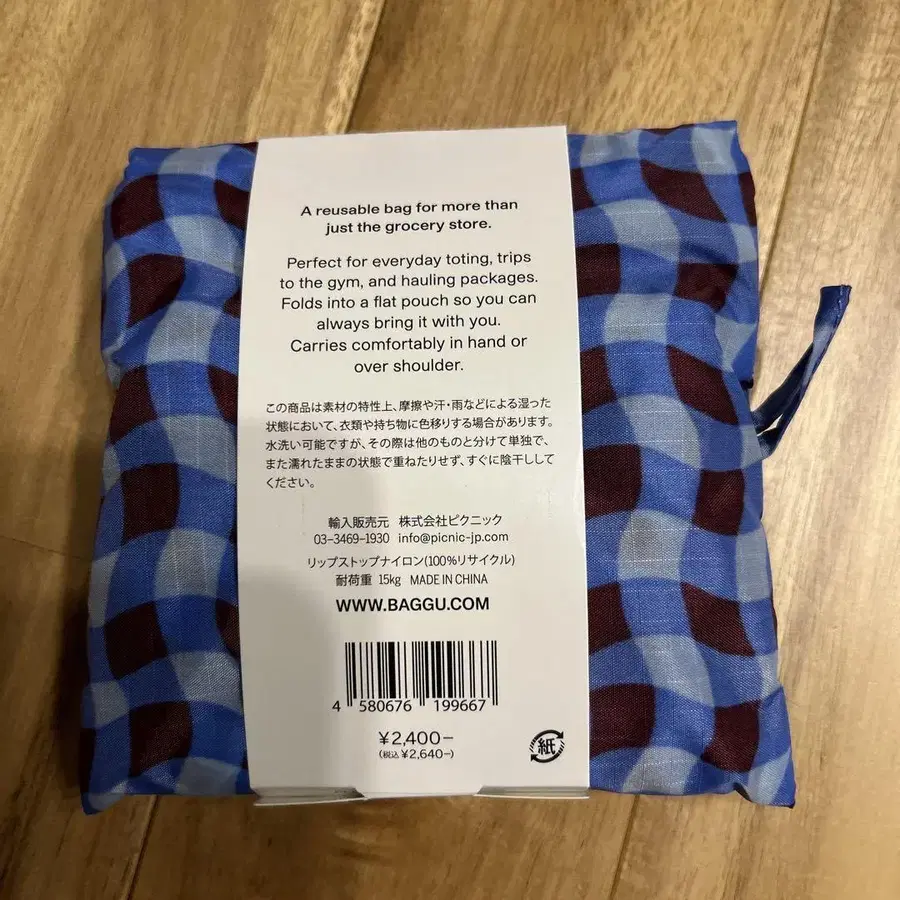 A reusable bag for more than
just the grocery store.
Perfect for everyday toting, trips
to the gym, and hauling packages.
Folds into a flat pouch so you can
always bring it with you.
Carries comfortably in hand or
over shoulder.
この商品は素材の特性上、摩擦や汗・雨などによる湿った
状態において、衣類や持ち物に色移りする場合があります。
水洗い可能ですが、その際は他のものと分けて単独で、
また濡れたままの状態で重ねたりせず、すぐに陰干しして
ください。
輸入販売元 株式会社ピクニック
03-3469-1930 info@picnic-jp.com
リップストップナイロン(100%リサイクル)
耐荷重 15kg MADE IN CHINA
WWW.BAGGU.COM
4 580676 199667
¥2,400-
(税込 ¥2,640-)
紙